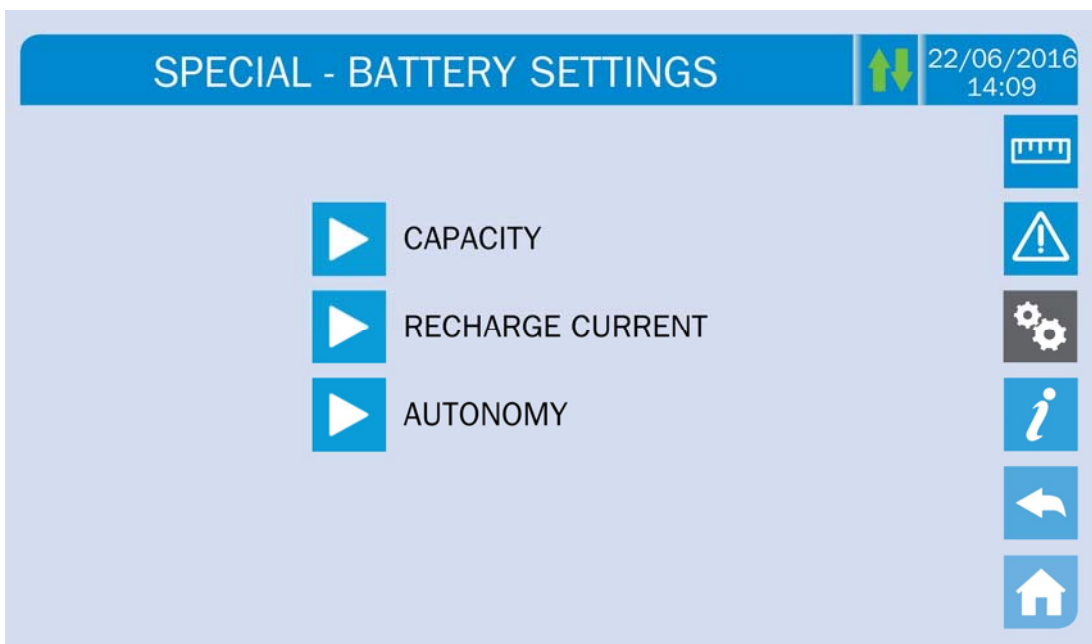 SPECIAL - BATTERY SETTINGS
22/06/2016
14:09
CAPACITY
RECHARGE CURRENT
AUTONOMY